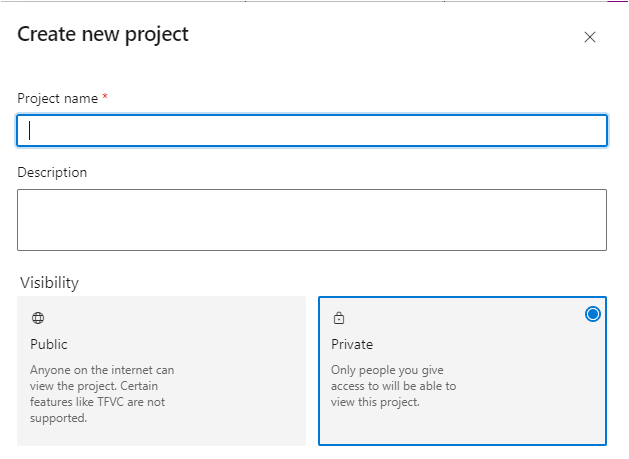 Create new project
Project name *
Description
Visibility
Public
Anyone on the internet can
view the project. Certain
features like TFVC are not
supported.
Private
Only people you give
access to will be able to
view this project.